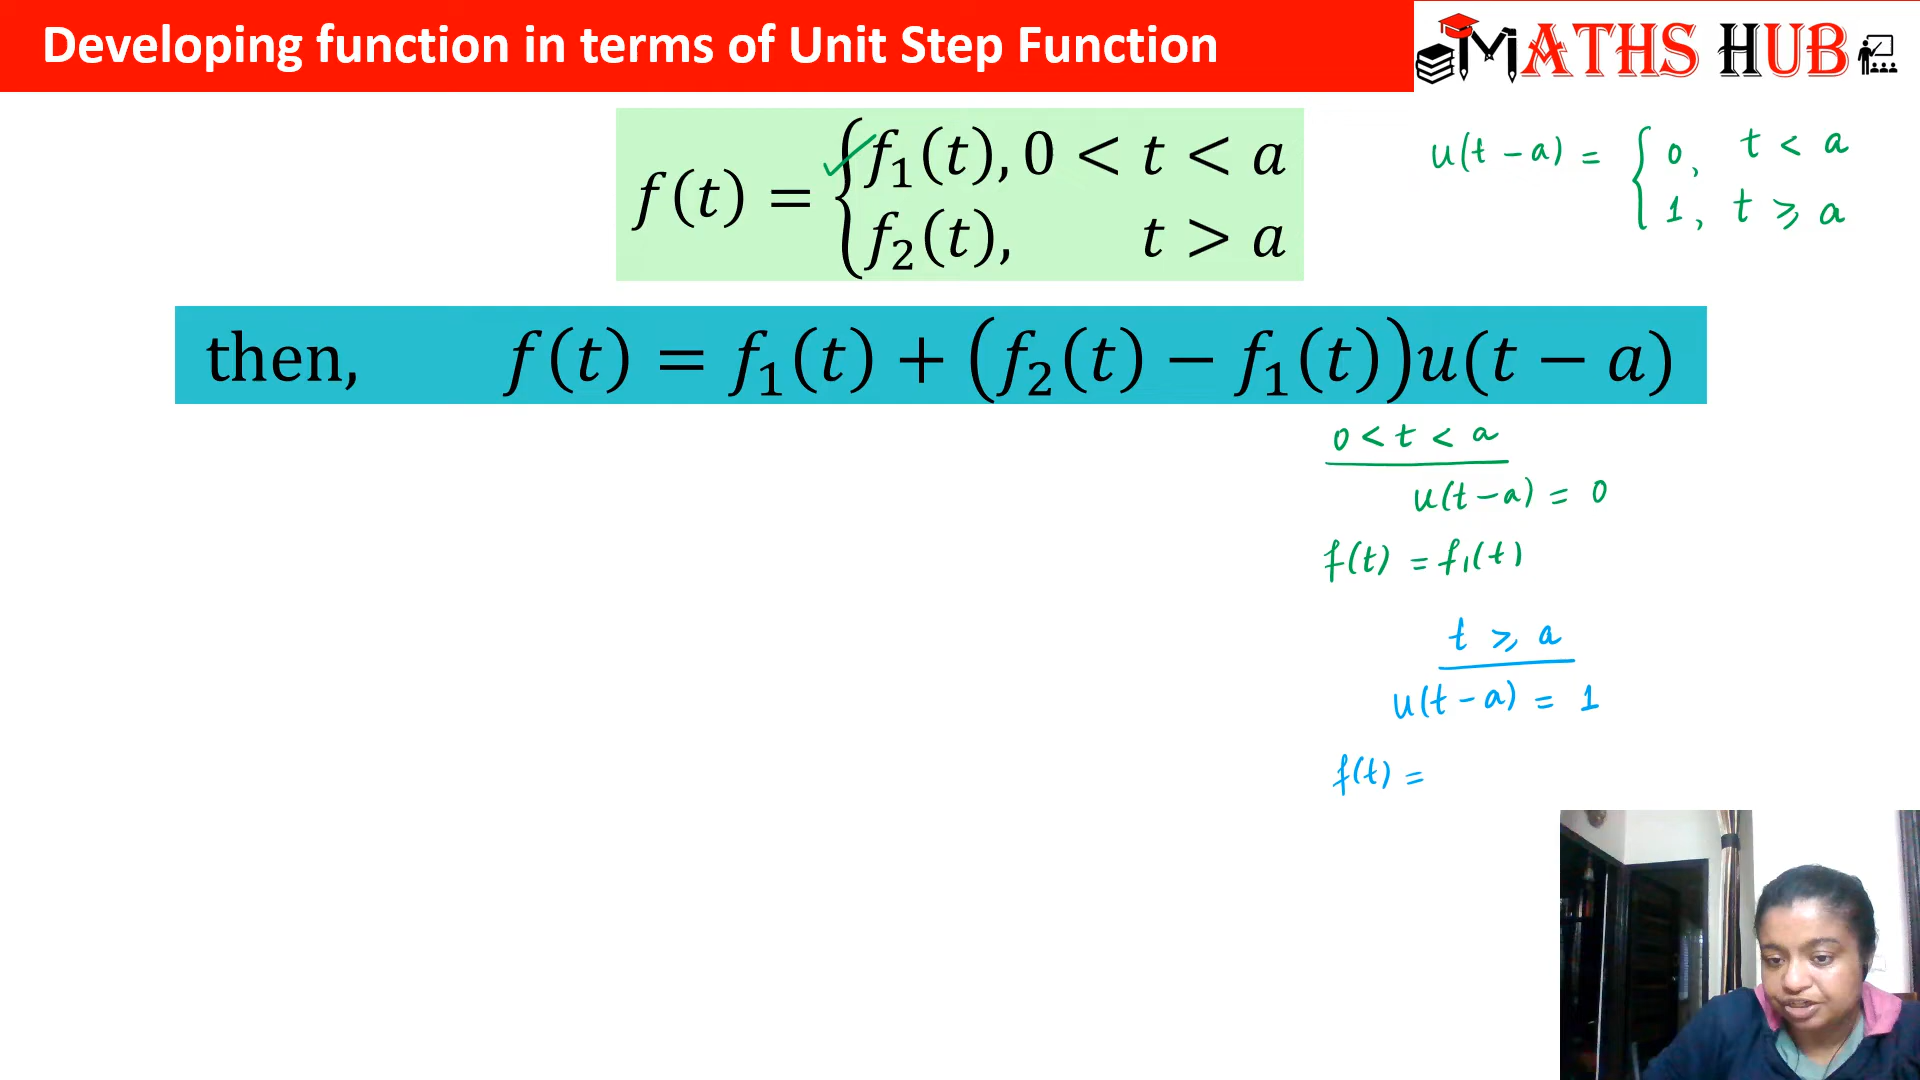 Developing function in terms of Unit Step Function
MATHS HUB
f(t) = { f₁(t), 0 < t < a
f₂(t), t > a
u(t – a) = { 0, t < a
1, t ⩾ a
then, f(t) = f₁(t) + (f₂(t) − f₁(t))u(t − a)
0 < t < a
u(t–a) = 0
f(t) = f₁(t)
t ⩾ a
u(t–a) = 1
f(t) =